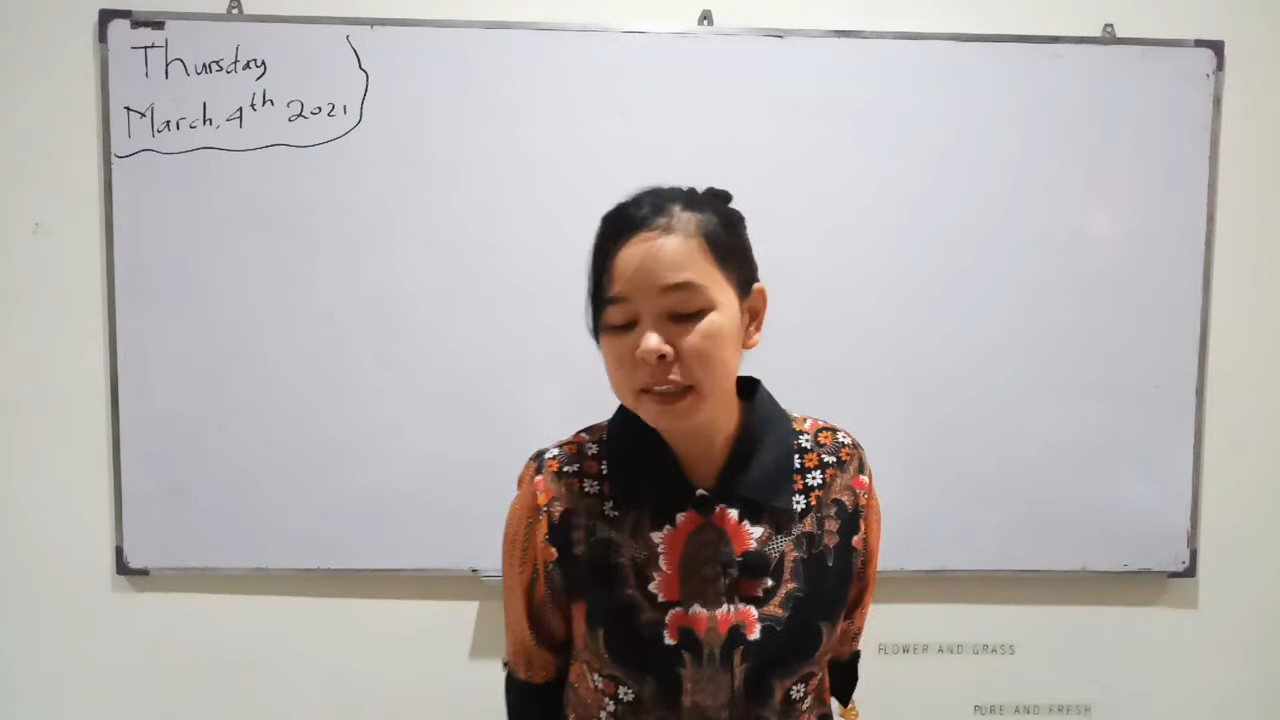 Thursday
March, 4th 2021
FLOWER AND GRASS
PURE AND FRESH